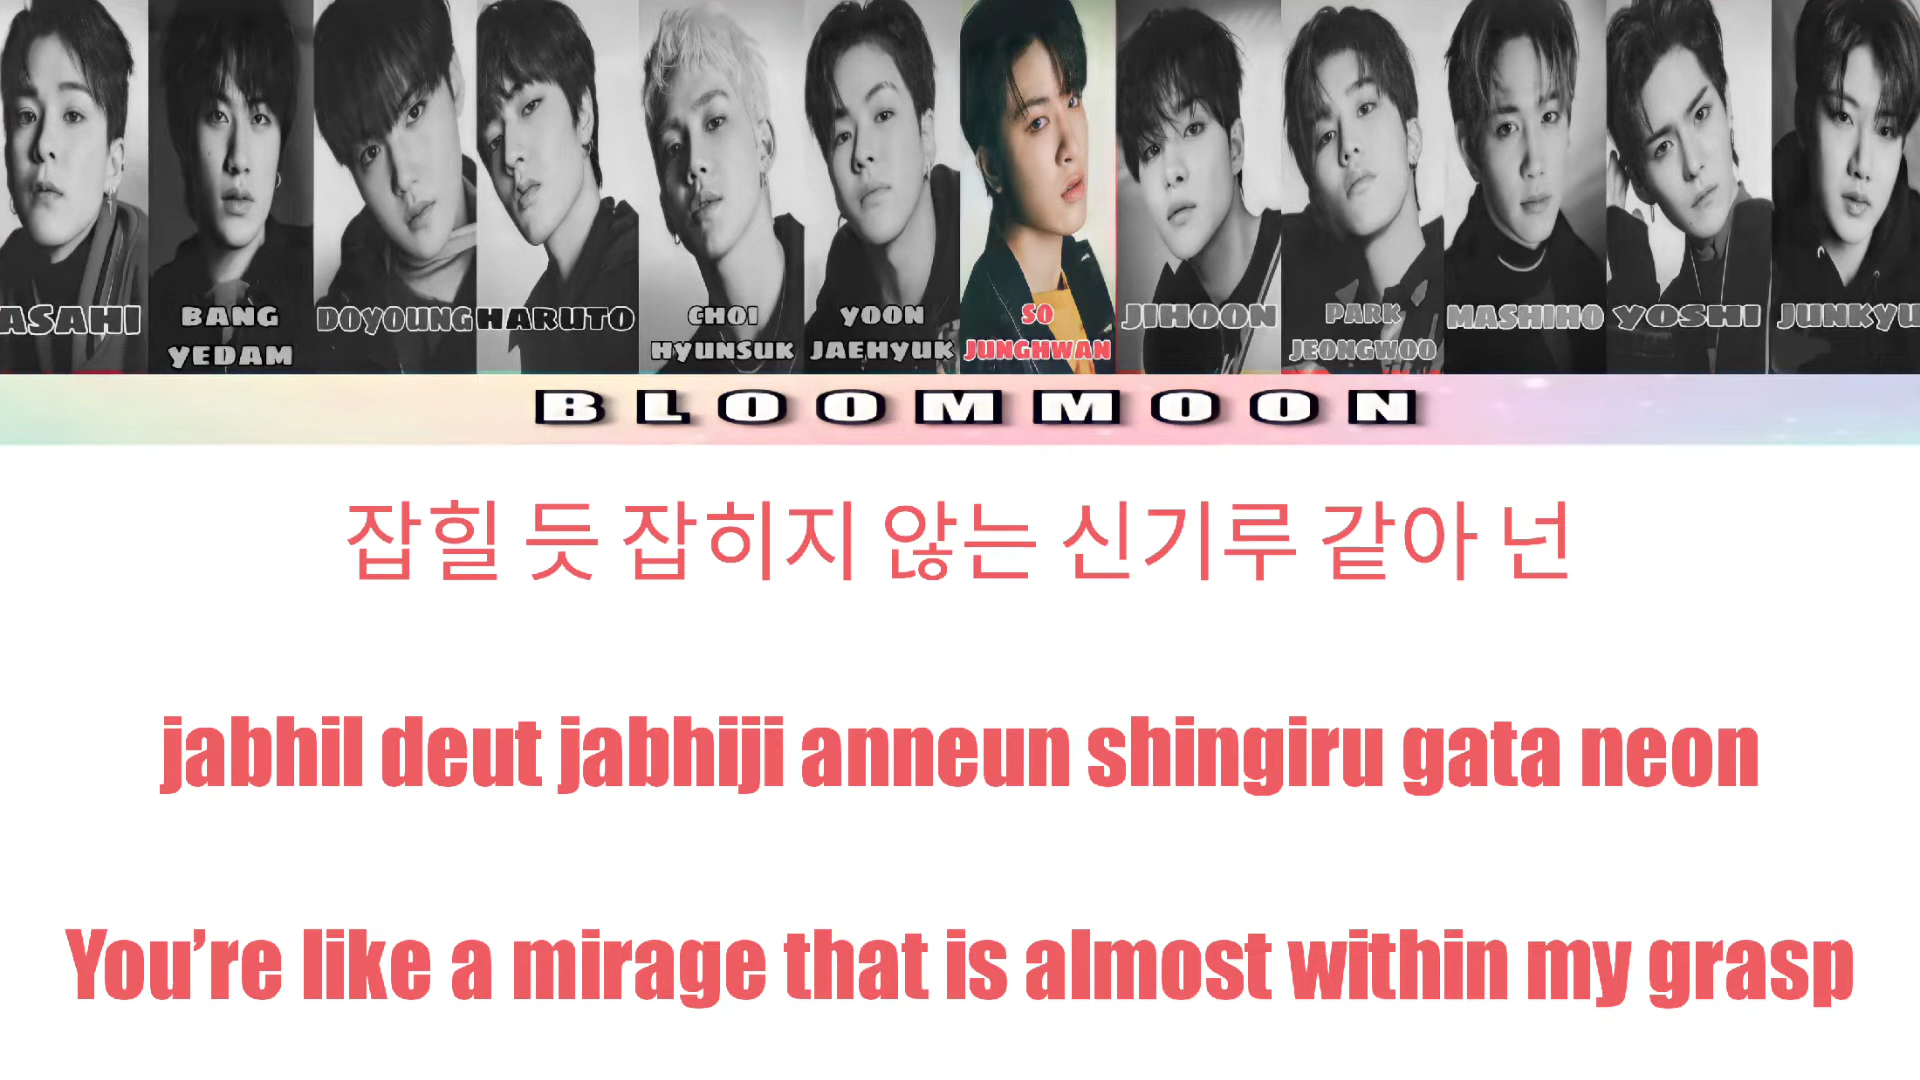 ASAHI
BANG
YEDAM
DOYOUNG
HARUTO
CHOI
HYUNSUK
YOON
JAEHYUK
SO
JUNGHWAN
JIHOON
PARK
JEONGWOO
MASHIHO
YOSHI
JUNKYU
BLOOMMOON
잡힐 듯 잡히지 않는 신기루 같아 넌
jabhil deut jabhiji anneun shingiru gata neon
You’re like a mirage that is almost within my grasp